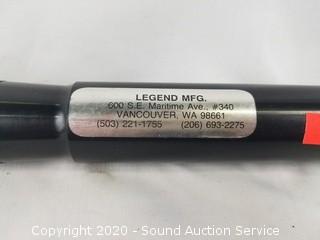 LEGEND MFG.
600 S.E. Maritime Ave., #340
VANCOUVER, WA 98661
(503) 221-1755 (206) 693-2275
Copyright 2020 - Sound Auction Service